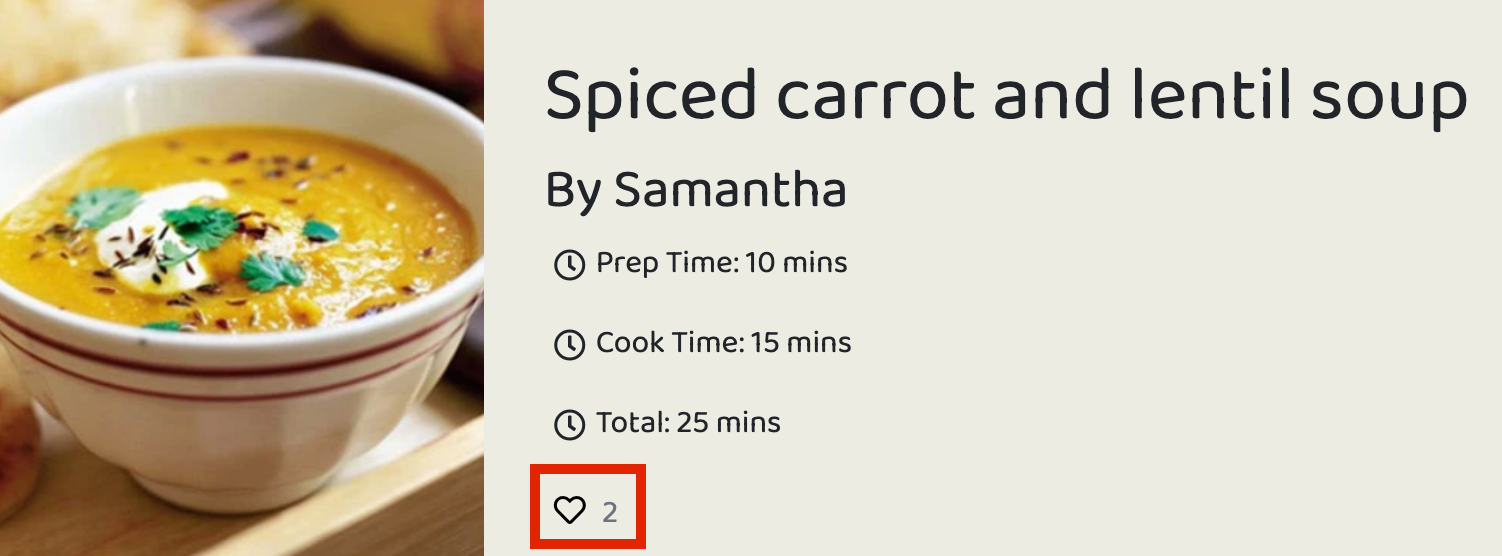 Spiced carrot and lentil soup
By Samantha
Prep Time: 10 mins
Cook Time: 15 mins
Total: 25 mins
2